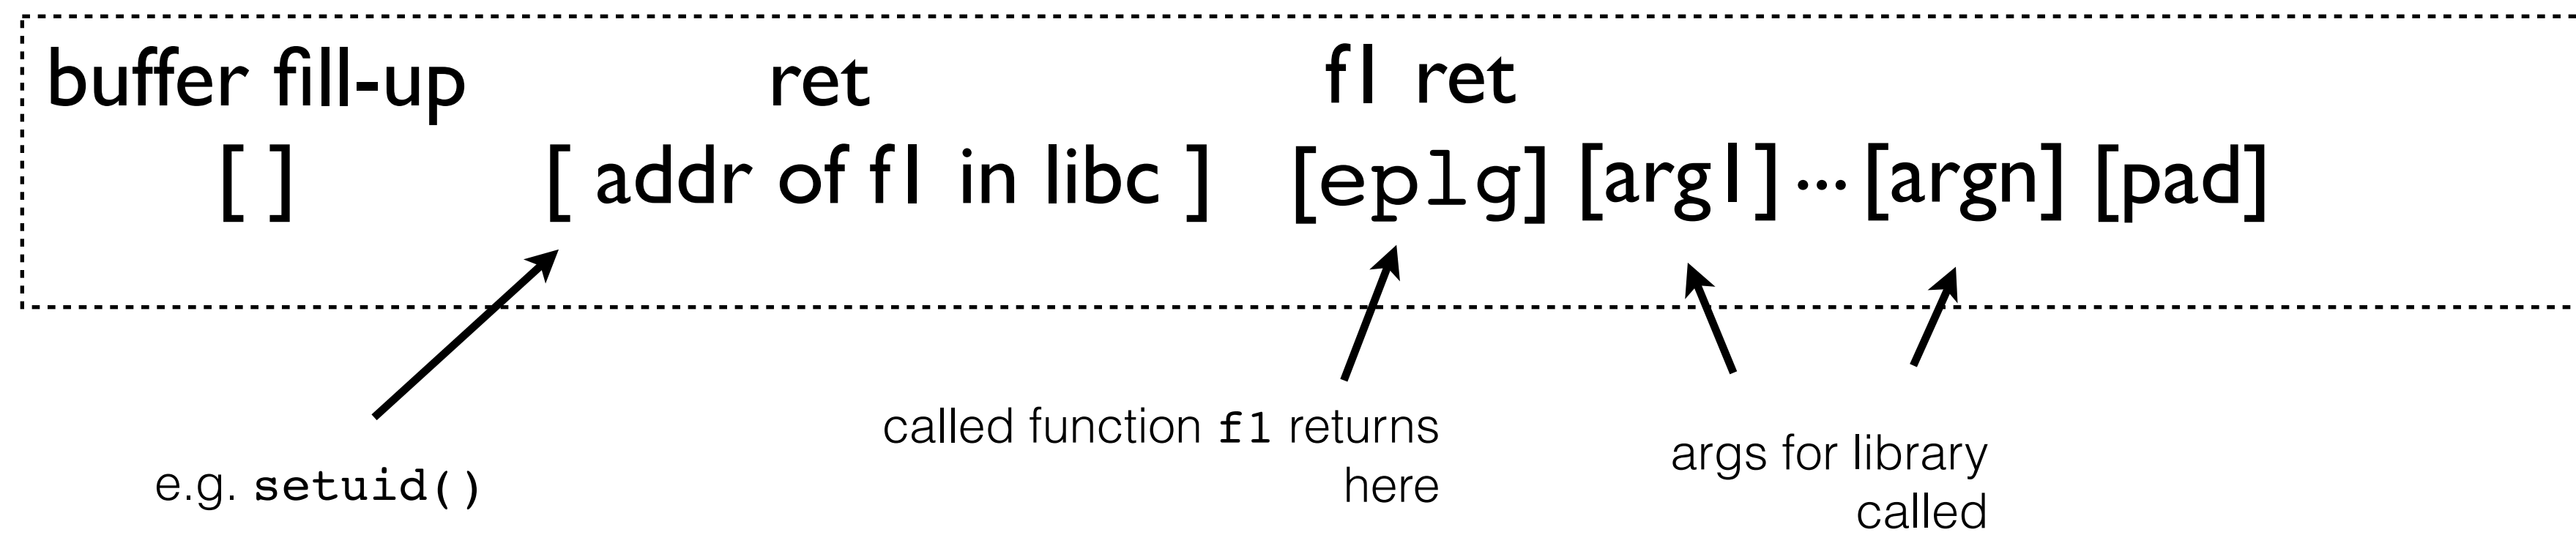 buffer fill-up ret f1 ret
[ ] [ addr of f1 in libc ] [eplg] [arg1] ... [argn] [pad]
called function f1 returns
here
args for library
called
e.g. setuid()